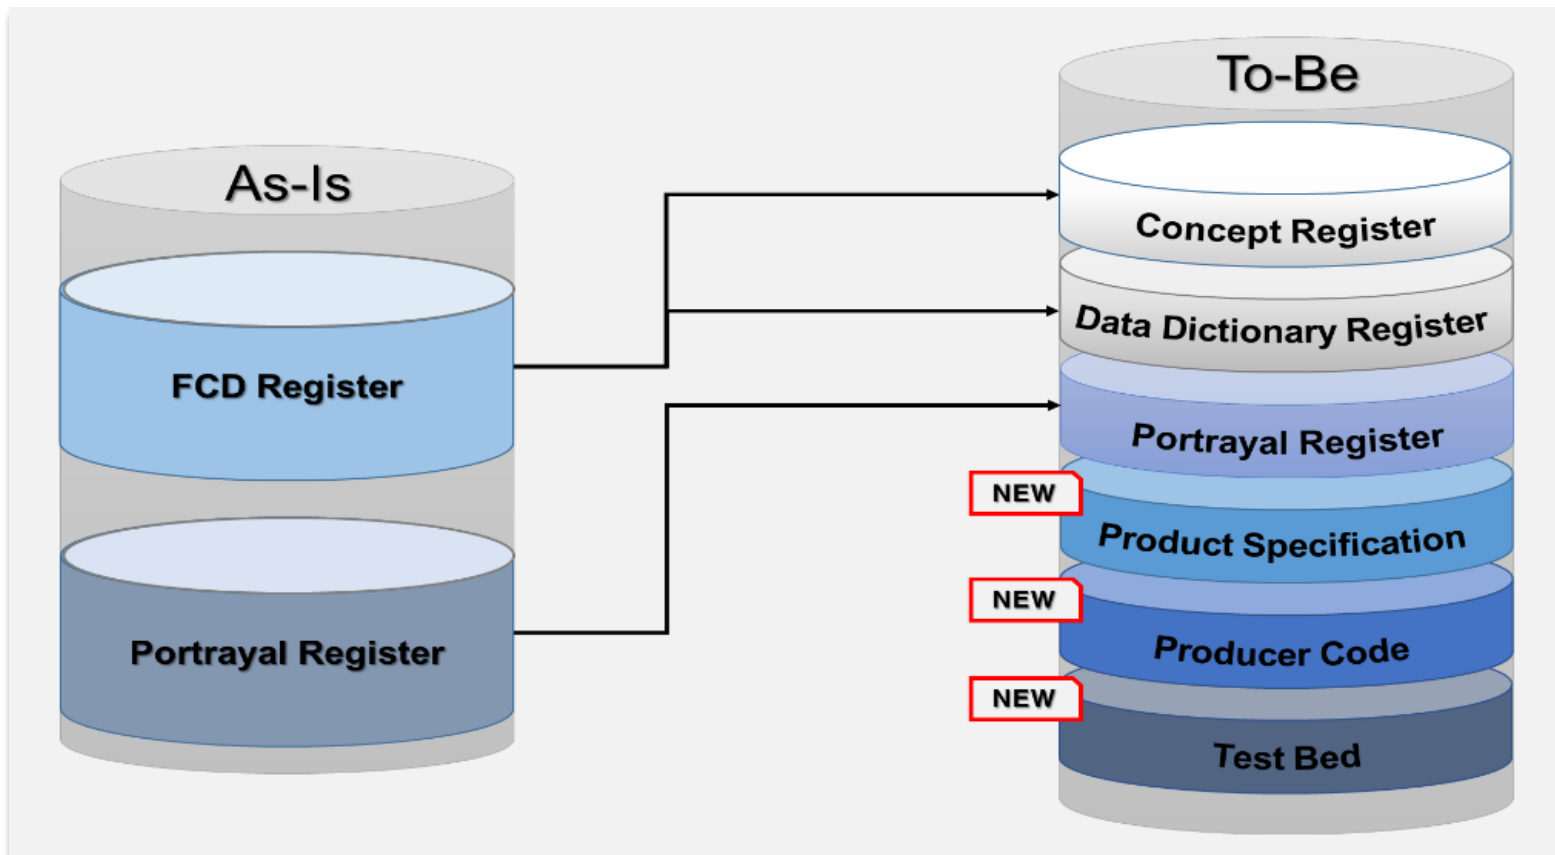 As-Is
FCD Register
Portrayal Register
To-Be
Concept Register
Data Dictionary Register
Portrayal Register
NEW
Product Specification
NEW
Producer Code
NEW
Test Bed